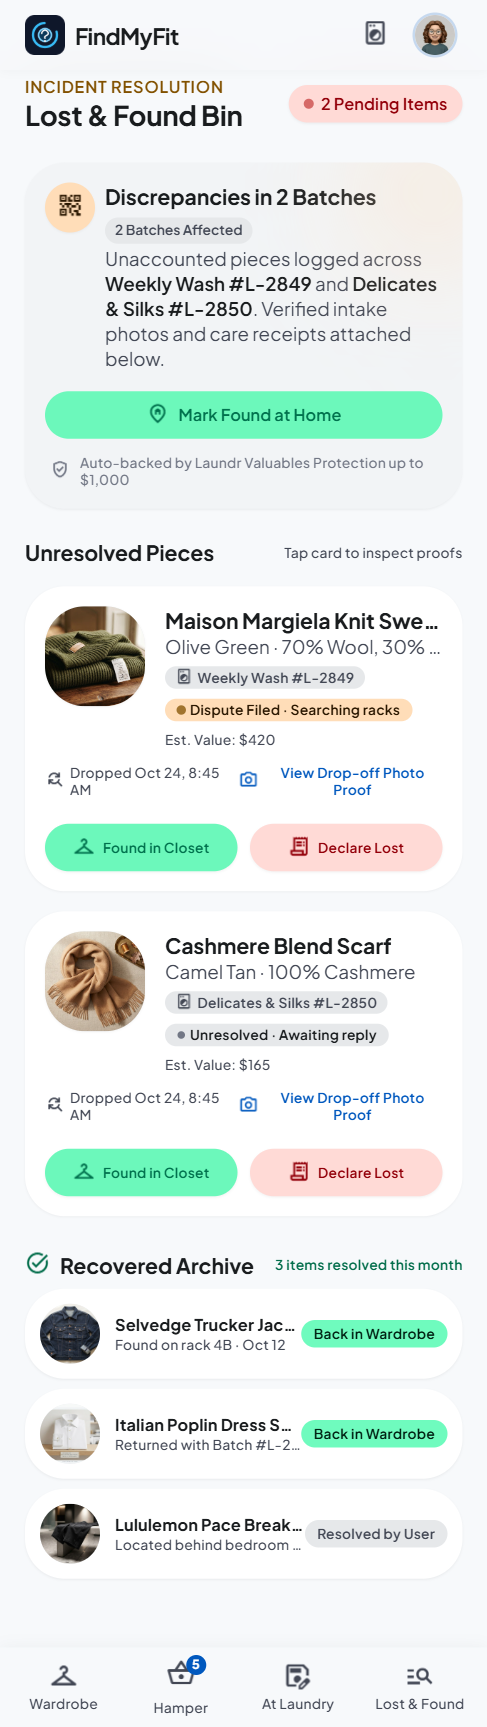 FindMyFit
INCIDENT RESOLUTION
Lost & Found Bin
2 Pending Items
Discrepancies in 2 Batches
2 Batches Affected
Unaccounted pieces logged across
Weekly Wash #L-2849 and Delicates
& Silks #L-2850. Verified intake
photos and care receipts attached
below.
Mark Found at Home
Auto-backed by Laundr Valuables Protection up to
$1,000
Unresolved Pieces
Tap card to inspect proofs
Maison Margiela Knit Swe...
Olive Green · 70% Wool, 30% ...
Weekly Wash #L-2849
Dispute Filed · Searching racks
Est. Value: $420
Dropped Oct 24, 8:45
AM
View Drop-off Photo
Proof
Found in Closet
Declare Lost
Cashmere Blend Scarf
Camel Tan · 100% Cashmere
Delicates & Silks #L-2850
Unresolved · Awaiting reply
Est. Value: $165
Dropped Oct 24, 8:45
AM
View Drop-off Photo
Proof
Found in Closet
Declare Lost
Recovered Archive
3 items resolved this month
Selvedge Trucker Jac...
Found on rack 4B · Oct 12
Back in Wardrobe
Italian Poplin Dress S...
Returned with Batch #L-2...
Back in Wardrobe
Lululemon Pace Break...
Located behind bedroom ...
Resolved by User
Wardrobe
5
Hamper
At Laundry
Lost & Found